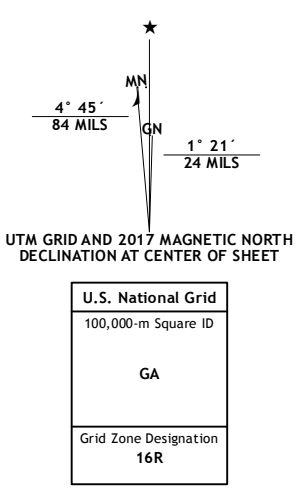 ★
MN
4° 45´
84 MILS
GN
1° 21´
24 MILS
UTM GRID AND 2017 MAGNETIC NORTH
DECLINATION AT CENTER OF SHEET
U.S. National Grid
100,000-m Square ID
GA
Grid Zone Designation
16R